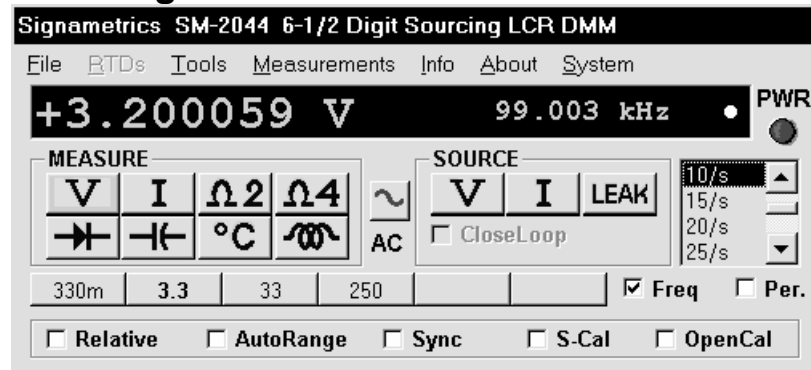 Signametrics SM-2044 6-1/2 Digit Sourcing LCR DMM
File RTDs Tools Measurements Info About System
+3.200059 V 99.003 kHz
PWR
MEASURE
V I Ω2 Ω4
°C
AC
SOURCE
V I LEAK
CloseLoop
10/s
15/s
20/s
25/s
330m 3.3 33 250
Freq Per.
Relative AutoRange Sync S-Cal OpenCal